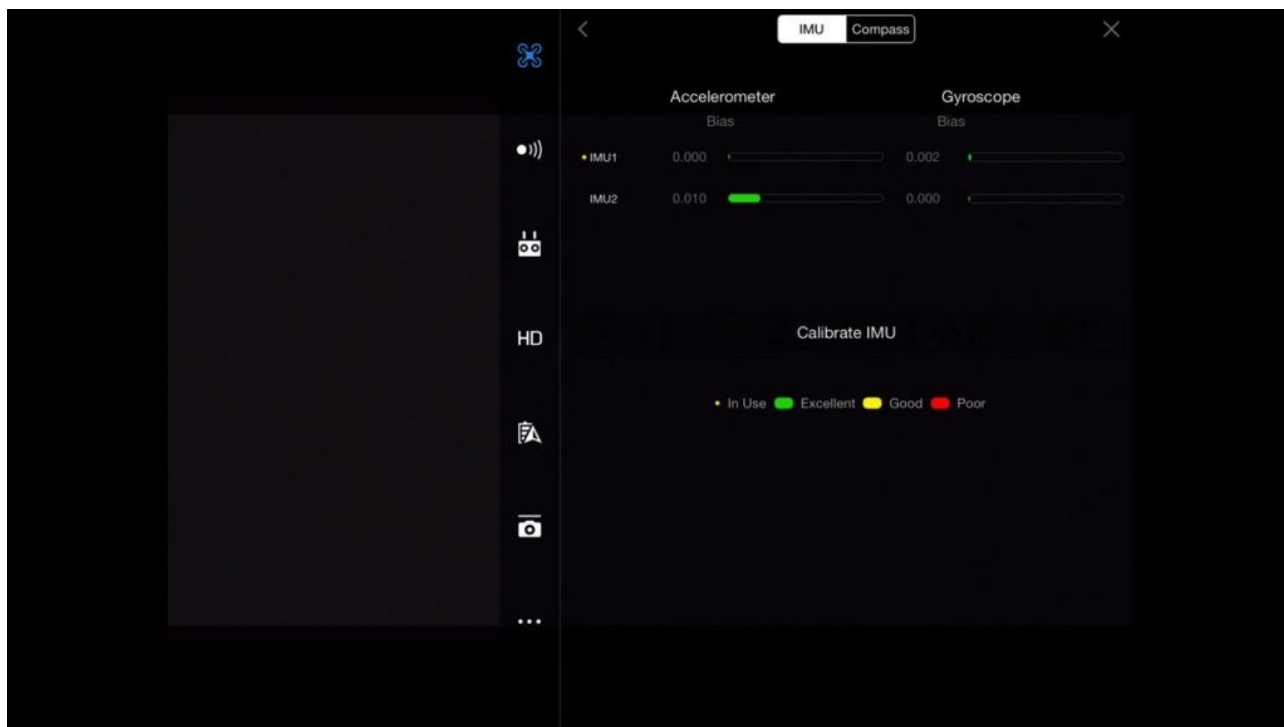 IMU Compass
Accelerometer Gyroscope
Bias Bias
IMU1 0.000 0.002
IMU2 0.010 0.000
HD
Calibrate IMU
In Use Excellent Good Poor